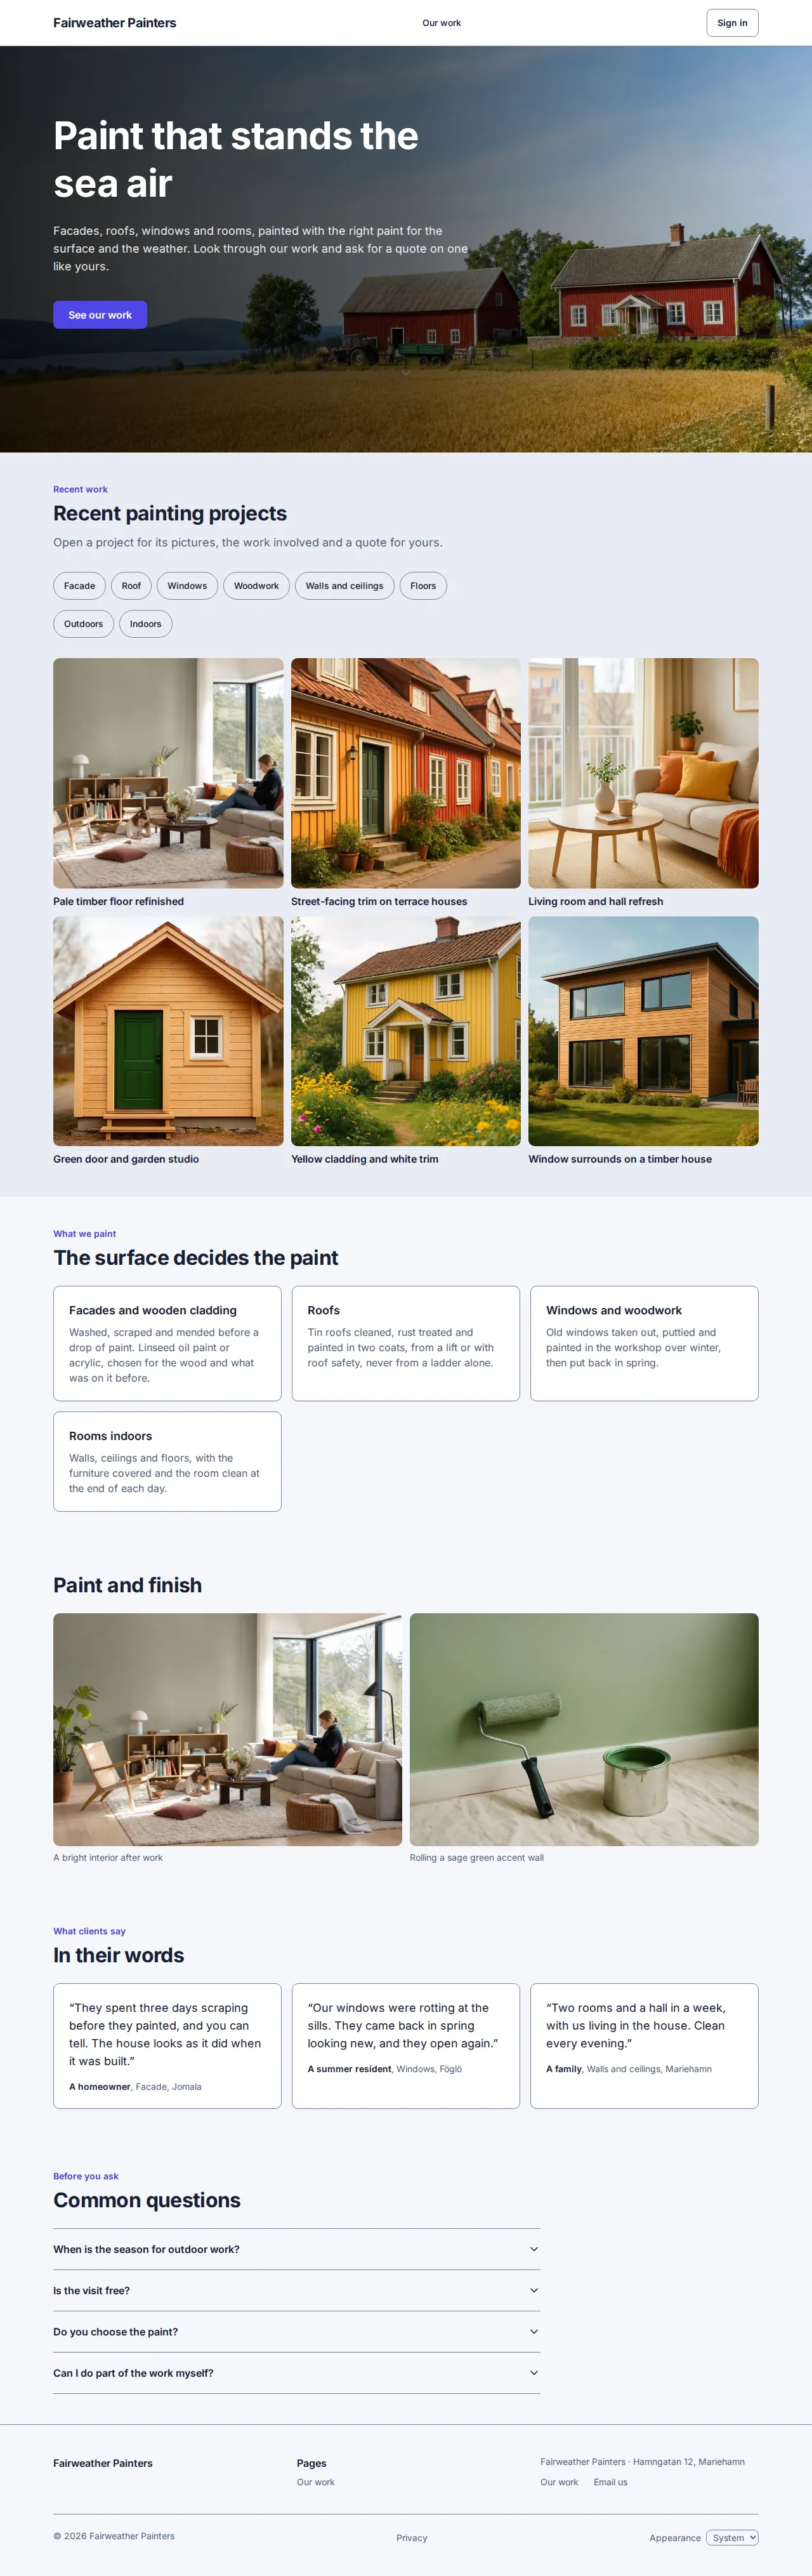 Fairweather Painters
Our work
Sign in
Paint that stands the
sea air
Facades, roofs, windows and rooms, painted with the right paint for the
surface and the weather. Look through our work and ask for a quote on one
like yours.
See our work
Recent work
Recent painting projects
Open a project for its pictures, the work involved and a quote for yours.
Facade
Roof
Windows
Woodwork
Walls and ceilings
Floors
Outdoors
Indoors
Pale timber floor refinished
Street-facing trim on terrace houses
Living room and hall refresh
Green door and garden studio
Yellow cladding and white trim
Window surrounds on a timber house
What we paint
The surface decides the paint
Facades and wooden cladding
Washed, scraped and mended before a
drop of paint. Linseed oil paint or
acrylic, chosen for the wood and what
was on it before.
Roofs
Tin roofs cleaned, rust treated and
painted in two coats, from a lift or with
roof safety, never from a ladder alone.
Windows and woodwork
Old windows taken out, puttied and
painted in the workshop over winter,
then put back in spring.
Rooms indoors
Walls, ceilings and floors, with the
furniture covered and the room clean at
the end of each day.
Paint and finish
A bright interior after work
Rolling a sage green accent wall
What clients say
In their words
“They spent three days scraping
before they painted, and you can
tell. The house looks as it did when
it was built.”
A homeowner, Facade, Jomala
“Our windows were rotting at the
sills. They came back in spring
looking new, and they open again.”
A summer resident, Windows, Föglö
“Two rooms and a hall in a week,
with us living in the house. Clean
every evening.”
A family, Walls and ceilings, Mariehamn
Before you ask
Common questions
When is the season for outdoor work?
Is the visit free?
Do you choose the paint?
Can I do part of the work myself?
Fairweather Painters
Pages
Our work
Fairweather Painters · Hamngatan 12, Mariehamn
Our work
Email us
© 2026 Fairweather Painters
Privacy
Appearance
System